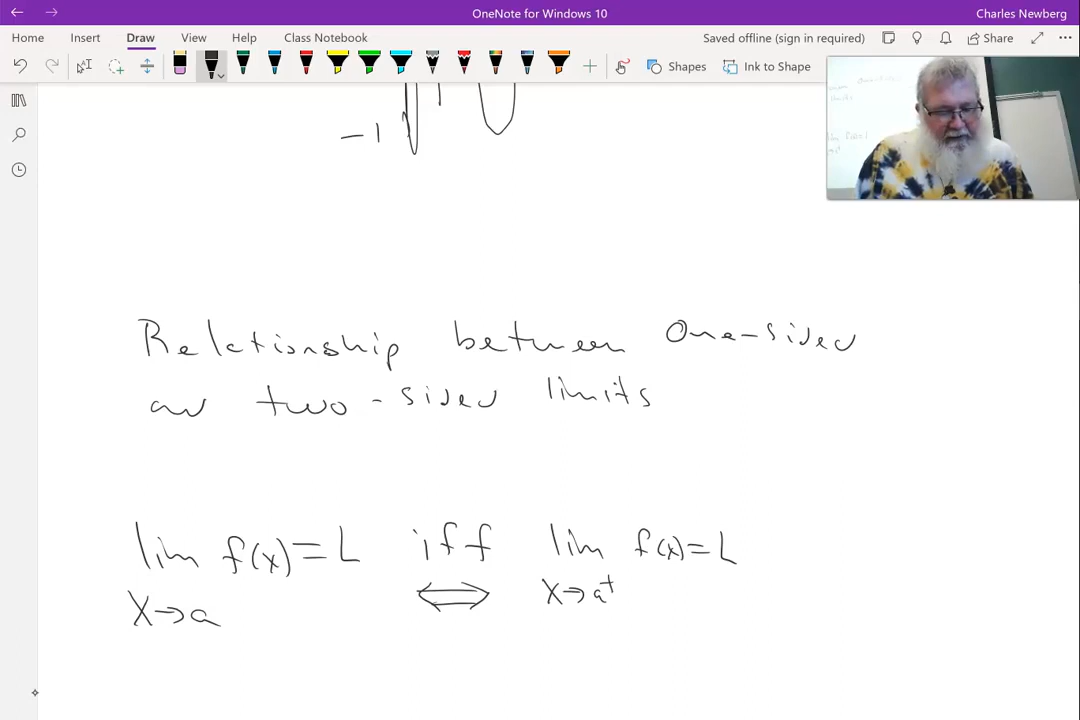 OneNote for Windows 10
Charles Newberg
Home Insert Draw View Help Class Notebook
Saved offline (sign in required)
Share
Shapes
Ink to Shape
-1
Relationship between One-sided
and two-sided limits
lim f(x)=L iff lim f(x)=L
x→a ⟺ x→a⁺